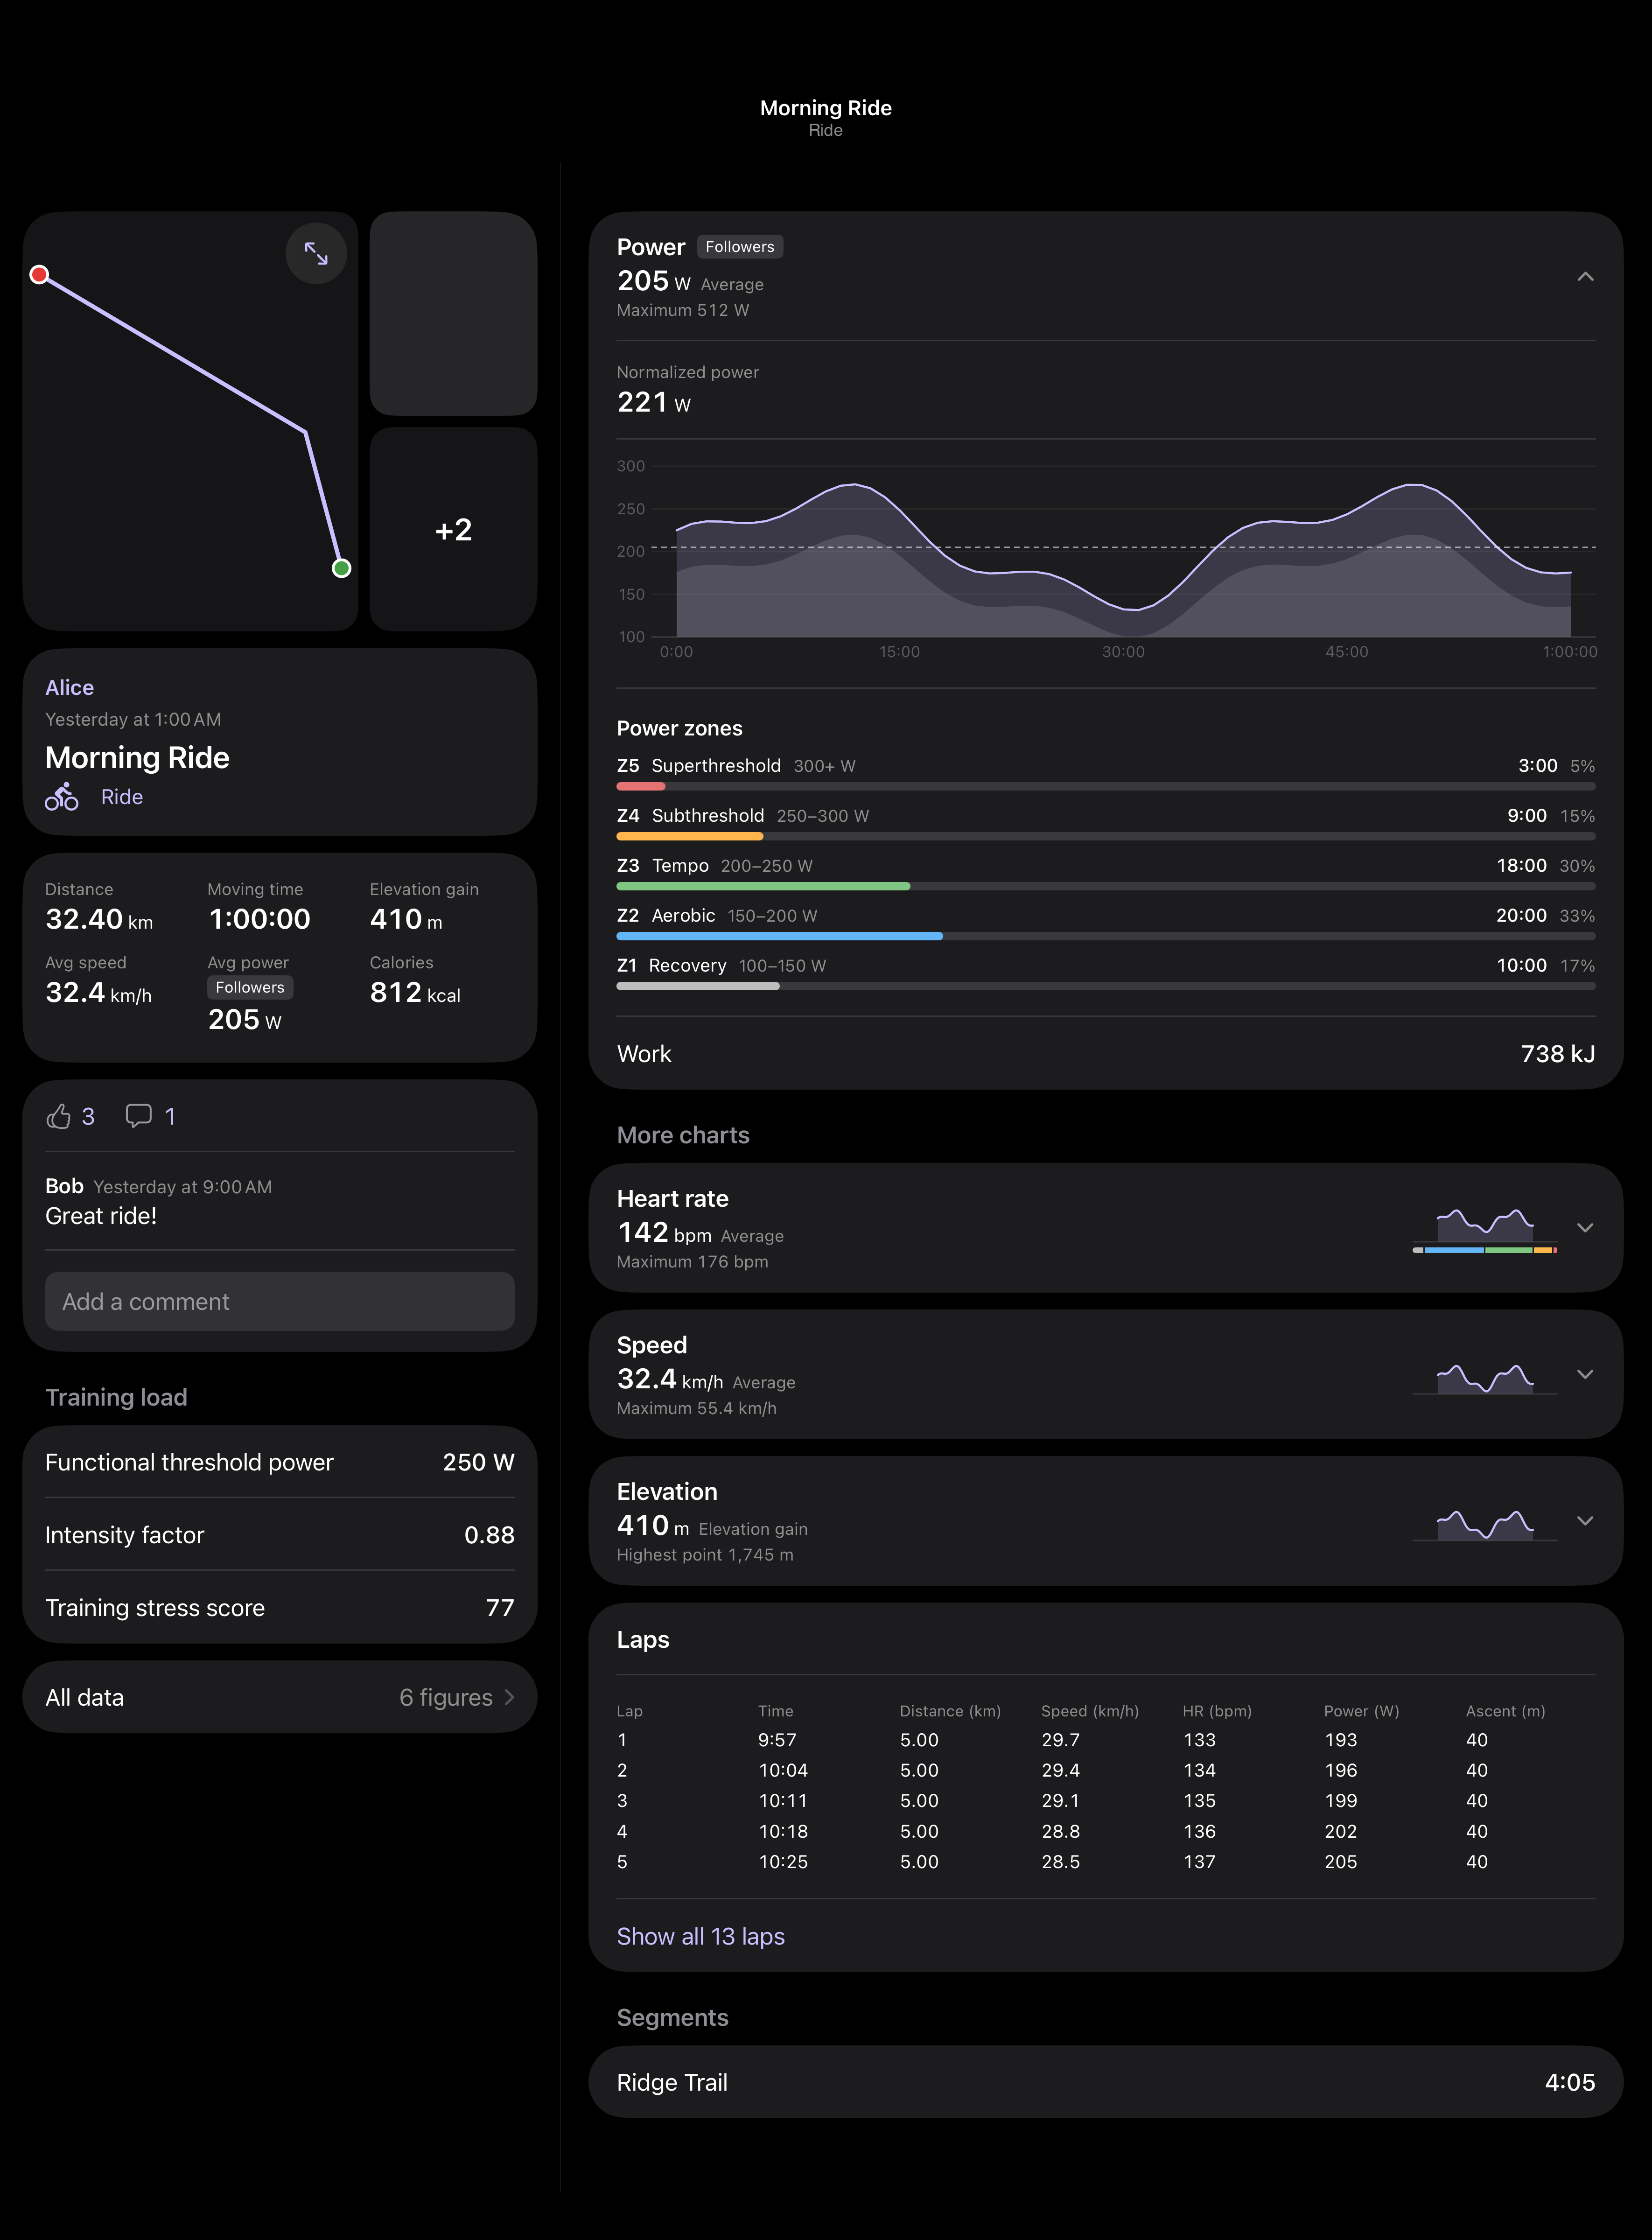 Morning Ride
Ride
+2
Alice
Yesterday at 1:00 AM
Morning Ride
Ride
Distance
32.40 km
Moving time
1:00:00
Elevation gain
410 m
Avg speed
32.4 km/h
Avg power
Followers
205 W
Calories
812 kcal
3
1
Bob Yesterday at 9:00 AM
Great ride!
Add a comment
Training load
Functional threshold power 250 W
Intensity factor 0.88
Training stress score 77
All data 6 figures
Power Followers
205 W Average
Maximum 512 W
Normalized power
221 W
300
250
200
150
100
0:00 15:00 30:00 45:00 1:00:00
Power zones
Z5 Superthreshold 300+ W 3:00 5%
Z4 Subthreshold 250–300 W 9:00 15%
Z3 Tempo 200–250 W 18:00 30%
Z2 Aerobic 150–200 W 20:00 33%
Z1 Recovery 100–150 W 10:00 17%
Work 738 kJ
More charts
Heart rate
142 bpm Average
Maximum 176 bpm
Speed
32.4 km/h Average
Maximum 55.4 km/h
Elevation
410 m Elevation gain
Highest point 1,745 m
Laps
Lap Time Distance (km) Speed (km/h) HR (bpm) Power (W) Ascent (m)
1 9:57 5.00 29.7 133 193 40
2 10:04 5.00 29.4 134 196 40
3 10:11 5.00 29.1 135 199 40
4 10:18 5.00 28.8 136 202 40
5 10:25 5.00 28.5 137 205 40
Show all 13 laps
Segments
Ridge Trail 4:05